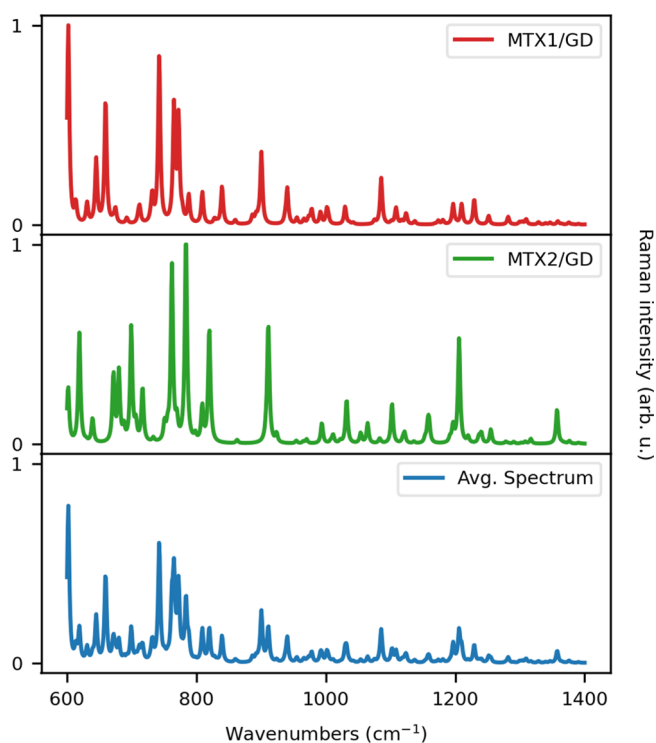 1
MTX1/GD
0
1
MTX2/GD
0
1
Avg. Spectrum
0
600 800 1000 1200 1400
Wavenumbers (cm⁻¹)
Raman intensity (arb. u.)